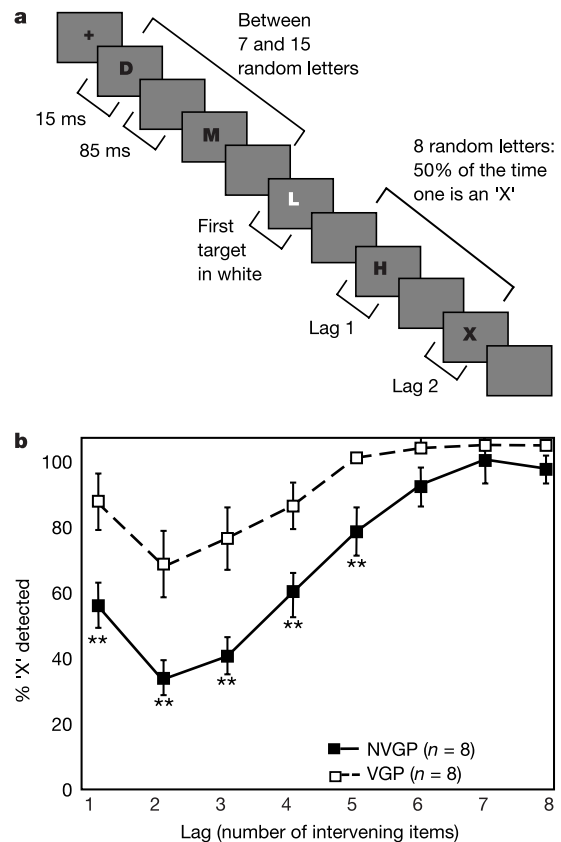 a
+
Between
7 and 15
random letters
D
15 ms
85 ms
M
8 random letters:
50% of the time
one is an 'X'
L
First
target
in white
H
Lag 1
X
Lag 2
b
100
80
60
40
20
0
% 'X' detected
**
**
**
**
**
NVGP (n = 8)
VGP (n = 8)
1 2 3 4 5 6 7 8
Lag (number of intervening items)